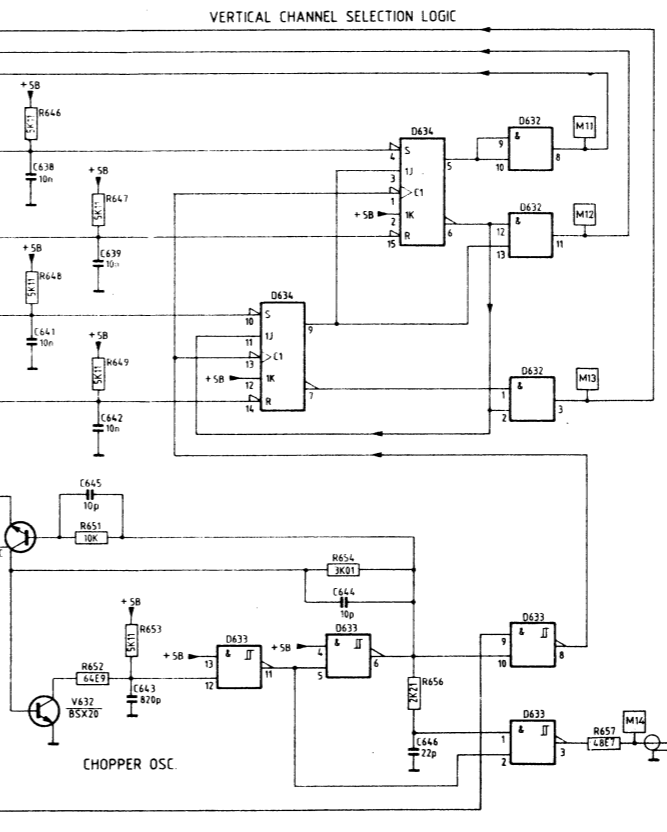 VERTICAL CHANNEL SELECTION LOGIC
+5B
R646
5K11
C638
10n
+5B
R647
5K11
C639
10n
+5B
R648
5K11
C641
10n
+5B
R649
5K11
C642
10n
D634
4 S
3 1J
1 C1
+5B
2 1K
15 R
5
6
D634
10 S
11 1J
13 C1
+5B
12 1K
14 R
9
7
D632
9 &
10
8
M11
D632
12 &
13
11
M12
D632
1 &
2
3
M13
C645
10p
R651
10K
R654
3K01
C644
10p
+5B
R653
5K11
R652
64E9
C643
820p
V632
BSX20
+5B
D633
13 &
12
11
+5B
D633
4 &
5
6
R656
2K21
C646
22p
D633
9 &
10
8
D633
1 &
2
3
R657
48E7
M14
CHOPPER OSC.